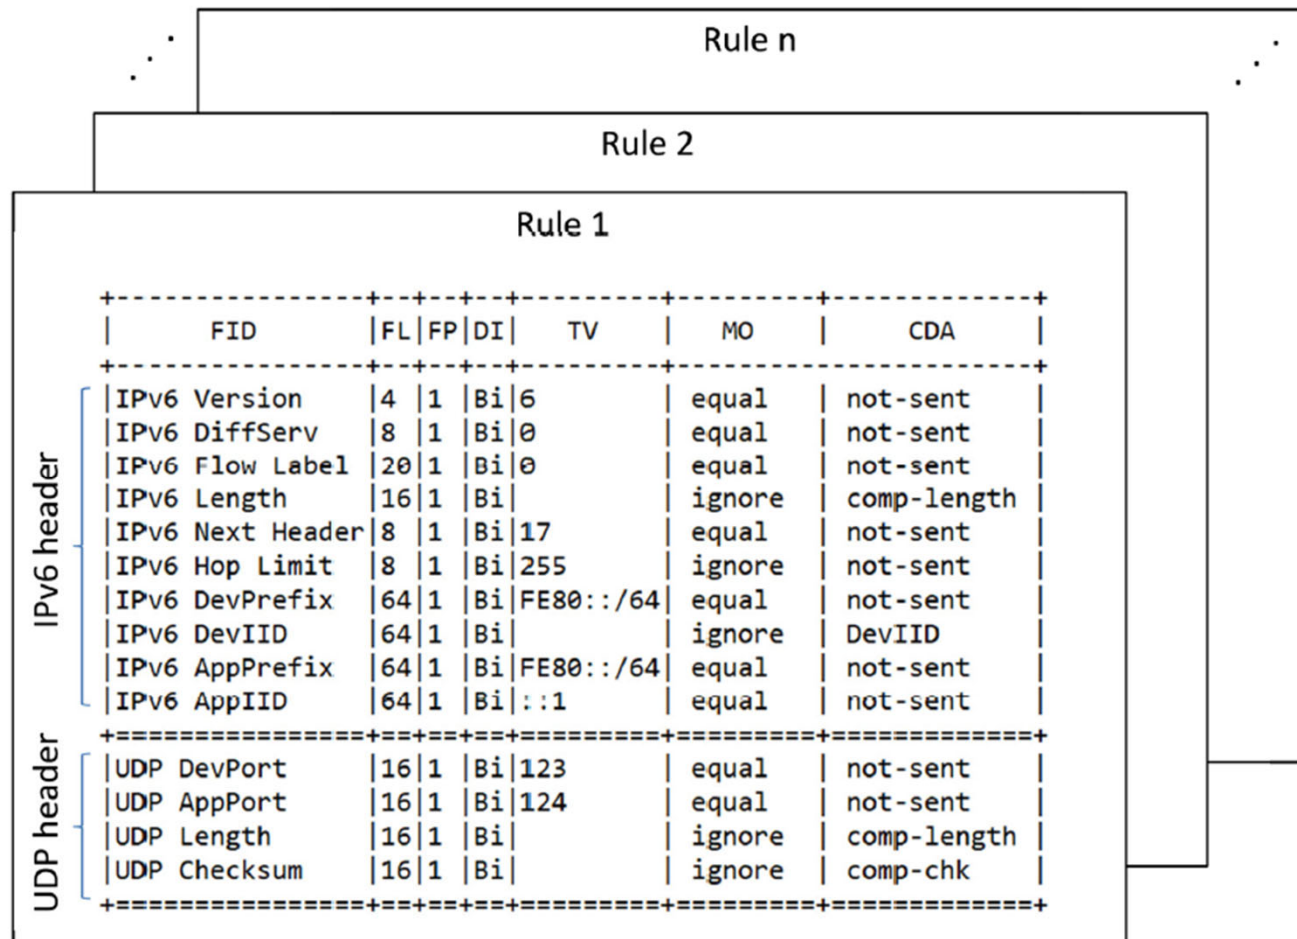 Rule n
Rule 2
Rule 1
+----------------+--+--+--+---------+---------+-------------+
|       FID      |FL|FP|DI|   TV    |   MO    |     CDA     |
+----------------+--+--+--+---------+-----------------------+
IPv6 header
|IPv6 Version    |4 |1 |Bi|6        | equal   | not-sent    |
|IPv6 DiffServ   |8 |1 |Bi|0        | equal   | not-sent    |
|IPv6 Flow Label |20|1 |Bi|0        | equal   | not-sent    |
|IPv6 Length     |16|1 |Bi|         | ignore  | comp-length |
|IPv6 Next Header|8 |1 |Bi|17       | equal   | not-sent    |
|IPv6 Hop Limit  |8 |1 |Bi|255      | ignore  | not-sent    |
|IPv6 DevPrefix  |64|1 |Bi|FE80::/64| equal   | not-sent    |
|IPv6 DevIID     |64|1 |Bi|         | ignore  | DevIID      |
|IPv6 AppPrefix  |64|1 |Bi|FE80::/64| equal   | not-sent    |
|IPv6 AppIID     |64|1 |Bi|::1      | equal   | not-sent    |
+================+==+==+==+=========+=========+=============+
UDP header
|UDP DevPort     |16|1 |Bi|123      | equal   | not-sent    |
|UDP AppPort     |16|1 |Bi|124      | equal   | not-sent    |
|UDP Length      |16|1 |Bi|         | ignore  | comp-length |
|UDP Checksum    |16|1 |Bi|         | ignore  | comp-chk    |
+================+==+==+==+=========+=========+=============+